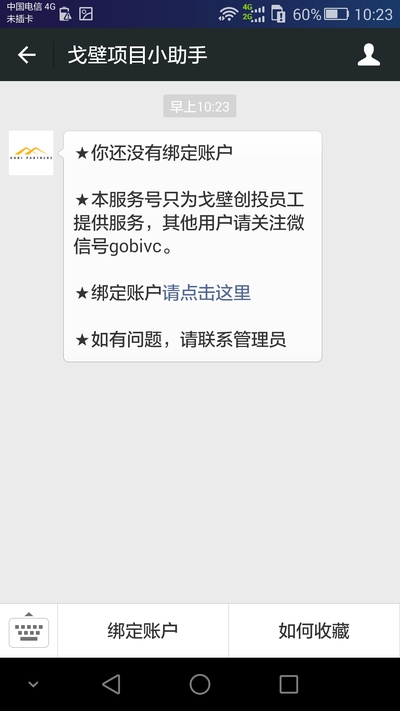 中国电信 4G
未插卡
4G
2G
60%
10:23
戈壁项目小助手
早上10:23
GOBI PARTNERS
★你还没有绑定账户
★本服务号只为戈壁创投员工
提供服务，其他用户请关注微
信号gobivc。
★绑定账户请点击这里
★如有问题，请联系管理员
绑定账户
如何收藏